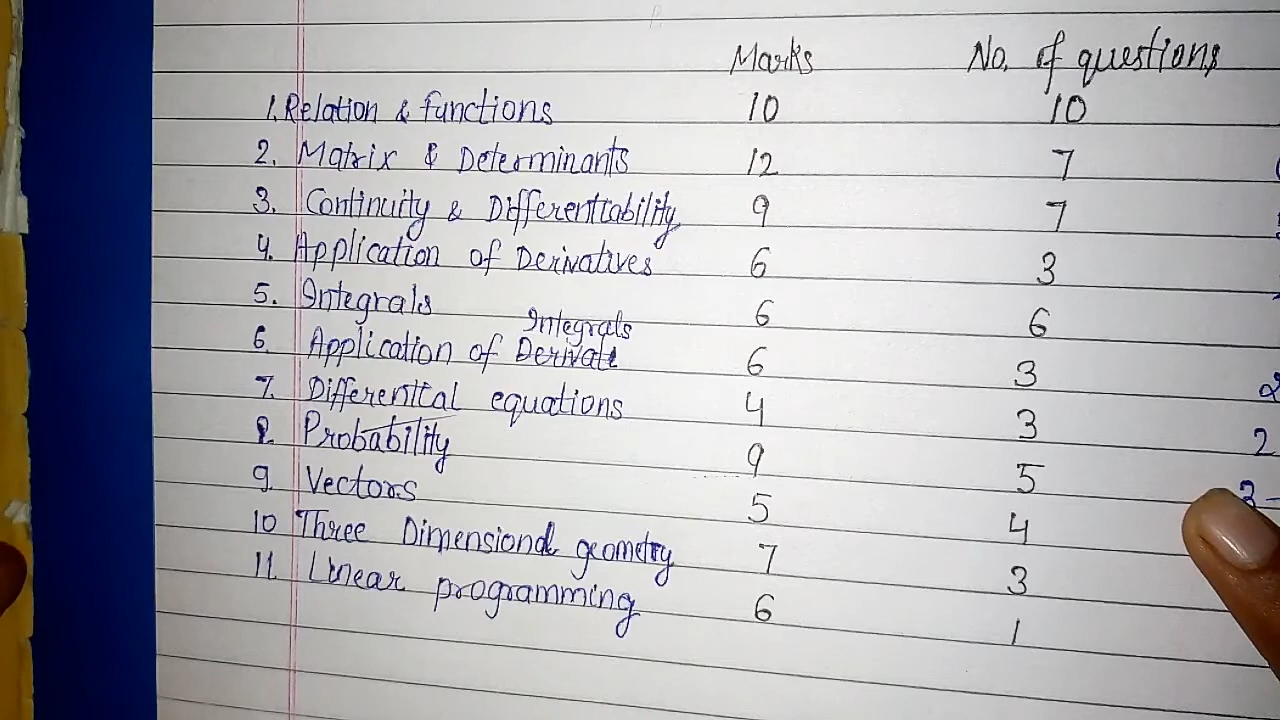 Marks No. of questions
1. Relation & functions 10 10
2. Matrix & Determinants 12 7
3. Continuity & Differentiability 9 7
4. Application of Derivatives 6 3
5. Integrals 6 6
Integrals
6. Application of Derivate 6 3
7. Differential equations 4 3 2
8 Probability 9 5 2
9 Vectors 5 4 3-
10 Three Dimensional geometry 7 3
11 Linear programming 6 1